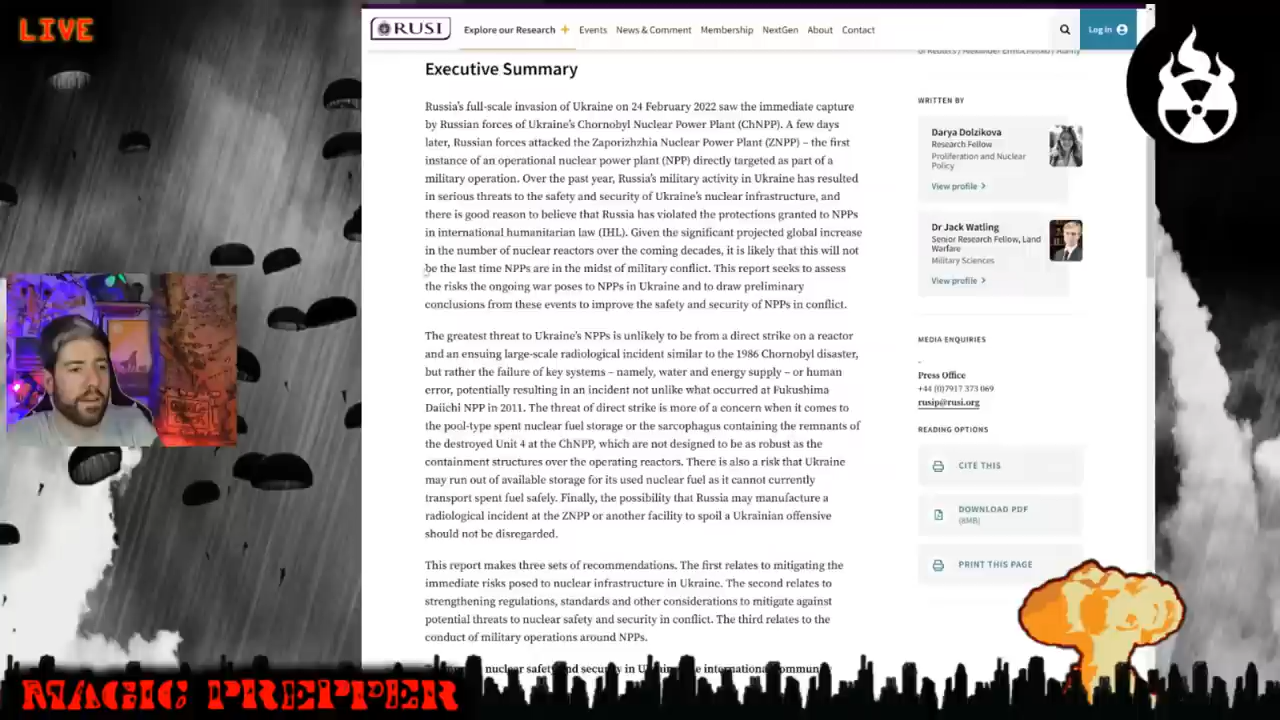 LIVE
RUSI
Explore our Research + Events News & Comment Membership NextGen About Contact
Log in
Executive Summary
Russia's full-scale invasion of Ukraine on 24 February 2022 saw the immediate capture
by Russian forces of Ukraine's Chornobyl Nuclear Power Plant (ChNPP). A few days
later, Russian forces attacked the Zaporizhzhia Nuclear Power Plant (ZNPP) – the first
instance of an operational nuclear power plant (NPP) directly targeted as part of a
military operation. Over the past year, Russia's military activity in Ukraine has resulted
in serious threats to the safety and security of Ukraine's nuclear infrastructure, and
there is good reason to believe that Russia has violated the protections granted to NPPs
in international humanitarian law (IHL). Given the significant projected global increase
in the number of nuclear reactors over the coming decades, it is likely that this will not
be the last time NPPs are in the midst of military conflict. This report seeks to assess
the risks the ongoing war poses to NPPs in Ukraine and to draw preliminary
conclusions from these events to improve the safety and security of NPPs in conflict.
The greatest threat to Ukraine's NPPs is unlikely to be from a direct strike on a reactor
and an ensuing large-scale radiological incident similar to the 1986 Chornobyl disaster,
but rather the failure of key systems – namely, water and energy supply – or human
error, potentially resulting in an incident not unlike what occurred at Fukushima
Daiichi NPP in 2011. The threat of direct strike is more of a concern when it comes to
the pool-type spent nuclear fuel storage or the sarcophagus containing the remnants of
the destroyed Unit 4 at the ChNPP, which are not designed to be as robust as the
containment structures over the operating reactors. There is also a risk that Ukraine
may run out of available storage for its used nuclear fuel as it cannot currently
transport spent fuel safely. Finally, the possibility that Russia may manufacture a
radiological incident at the ZNPP or another facility to spoil a Ukrainian offensive
should not be disregarded.
This report makes three sets of recommendations. The first relates to mitigating the
immediate risks posed to nuclear infrastructure in Ukraine. The second relates to
strengthening regulations, standards and other considerations to mitigate against
potential threats to nuclear safety and security in conflict. The third relates to the
conduct of military operations around NPPs.
nuclear safety and security in international
WRITTEN BY
Darya Dolzikova
Research Fellow
Proliferation and Nuclear
Policy
View profile >
Dr Jack Watling
Senior Research Fellow, Land
Warfare
Military Sciences
View profile >
MEDIA ENQUIRIES
-
Press Office
+44 (0)7917 373 069
rusip@rusi.org
READING OPTIONS
CITE THIS
DOWNLOAD PDF
(8MB)
PRINT THIS PAGE
MAGIC PREPPER